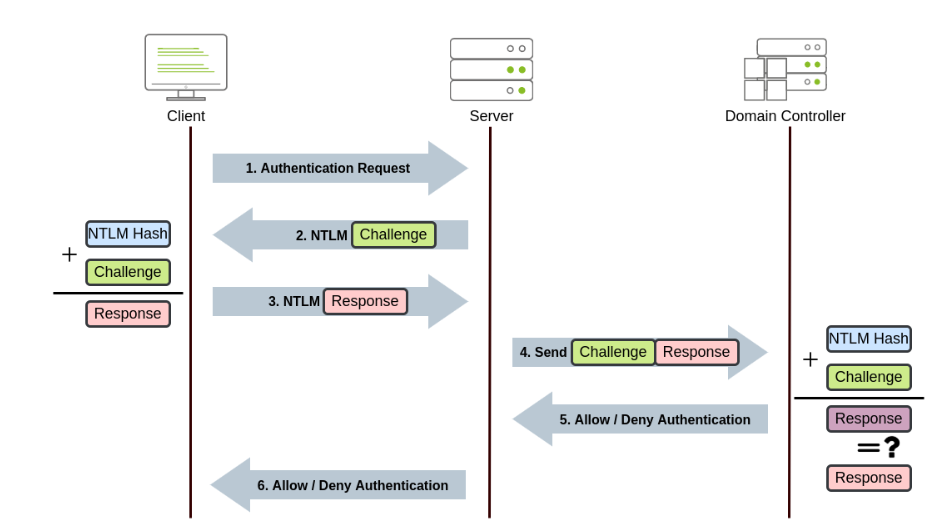 Client
Server
Domain Controller
1. Authentication Request
2. NTLM Challenge
NTLM Hash
+
Challenge
Response
3. NTLM Response
4. Send Challenge Response
NTLM Hash
+
Challenge
Response
=?
Response
5. Allow / Deny Authentication
6. Allow / Deny Authentication